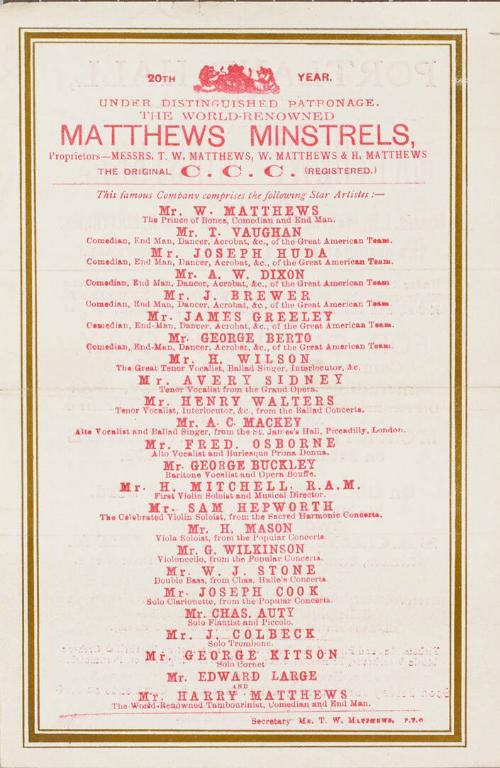 20TH YEAR.
UNDER DISTINGUISHED PATRONAGE.
THE WORLD-RENOWNED
MATTHEWS MINSTRELS,
Proprietors—MESSRS. T. W. MATTHEWS, W. MATTHEWS & H. MATTHEWS
THE ORIGINAL C. C. C. (REGISTERED.)
This famous Company comprises the following Star Artistes:—
Mr. W. MATTHEWS
The Prince of Bones, Comedian and End Man.
Mr. T. VAUGHAN
Comedian, End Man, Dancer, Acrobat, &c., of the Great American Team.
Mr. JOSEPH HUDA
Comedian, End Man, Dancer, Acrobat, &c., of the Great American Team.
Mr. A. W. DIXON
Comedian, End Man, Dancer, Acrobat, &c., of the Great American Team.
Mr. J. BREWER
Comedian, End Man, Dancer, Acrobat, &c., of the Great American Team.
Mr. JAMES GREELEY
Comedian, End-Man, Dancer, Acrobat, &c., of the Great American Team.
Mr. GEORGE BERTO
Comedian, End-Man, Dancer, Acrobat, &c., of the Great American Team.
Mr. H. WILSON
The Great Tenor Vocalist, Ballad Singer, Interlocutor, &c.
Mr. AVERY SIDNEY
Tenor Vocalist from the Grand Opera.
Mr. HENRY WALTERS
Tenor Vocalist, Interlocutor, &c., from the Ballad Concerts.
Mr. A. C. MACKEY
Alto Vocalist and Ballad Singer, from the St. James's Hall, Piccadilly, London.
Mr. FRED. OSBORNE
Alto Vocalist and Burlesque Prima Donna.
Mr. GEORGE BUCKLEY
Baritone Vocalist and Opera Bouffe.
Mr. H. MITCHELL, R.A.M.
First Violin Soloist and Musical Director.
Mr. SAM HEPWORTH
The Celebrated Violin Soloist, from the Sacred Harmonic Concerts.
Mr. H. MASON
Viola Soloist, from the Popular Concerts.
Mr. G. WILKINSON
Violoncello, from the Popular Concerts.
Mr. W. J. STONE
Double Bass, from Chas. Halle's Concerts
Mr. JOSEPH COOK
Solo Clarionette, from the Popular Concerts.
Mr. CHAS. AUTY
Solo Flautist and Piccolo.
Mr. J. COLBECK
Solo Trombone.
Mr. GEORGE KITSON
Solo Cornet
Mr. EDWARD LARGE
AND
Mr. HARRY MATTHEWS
The World-Renowned Tambourinist, Comedian and End Man.
Secretary Mr. T. W. MATTHEWS,